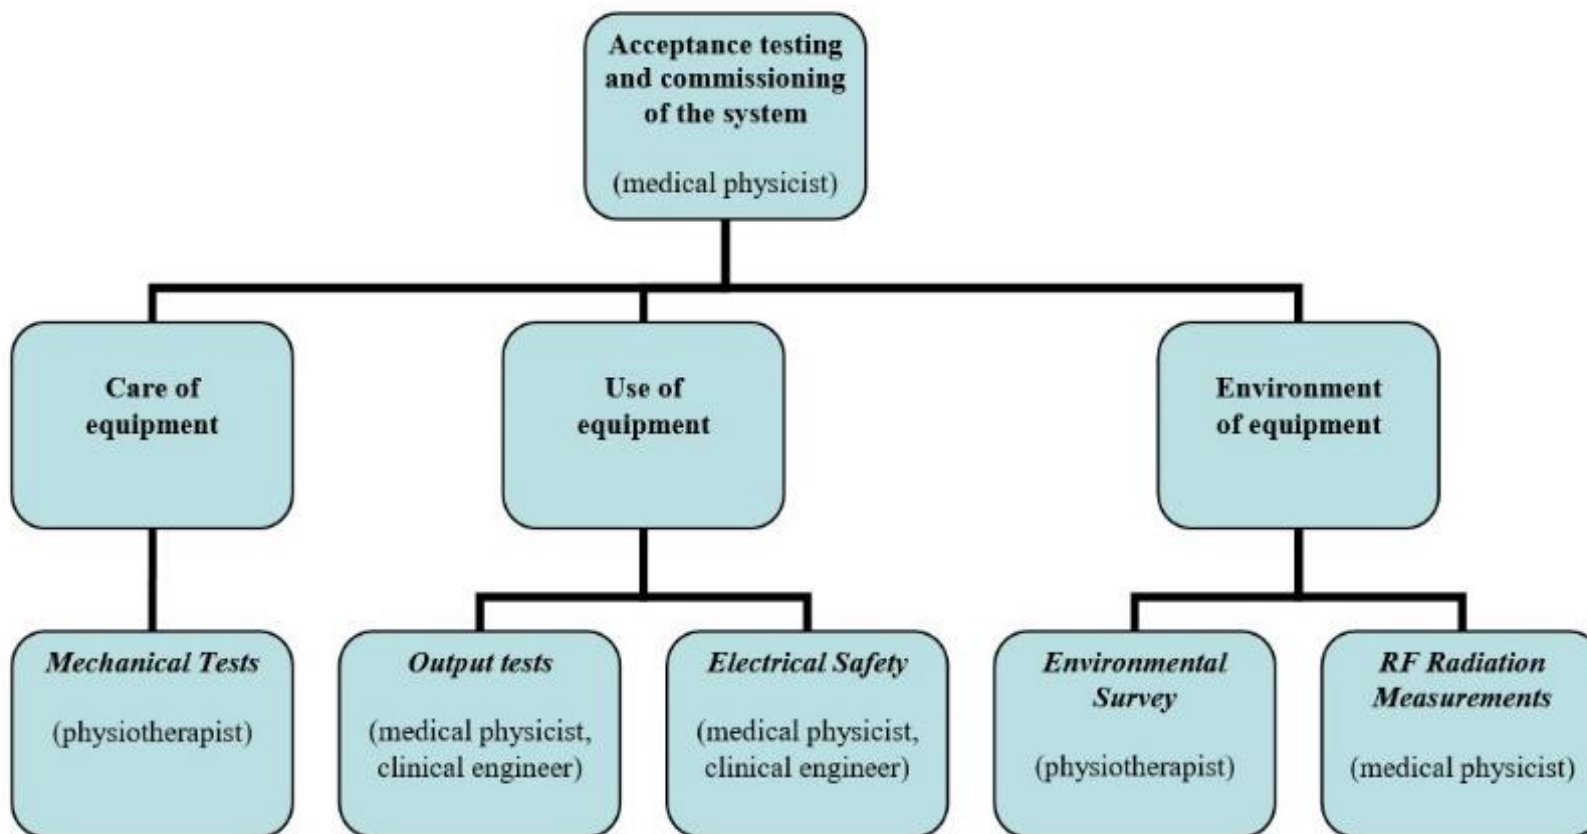 Acceptance testing
and commissioning
of the system
(medical physicist)
Care of
equipment
Use of
equipment
Environment
of equipment
Mechanical Tests
(physiotherapist)
Output tests
(medical physicist,
clinical engineer)
Electrical Safety
(medical physicist,
clinical engineer)
Environmental
Survey
(physiotherapist)
RF Radiation
Measurements
(medical physicist)